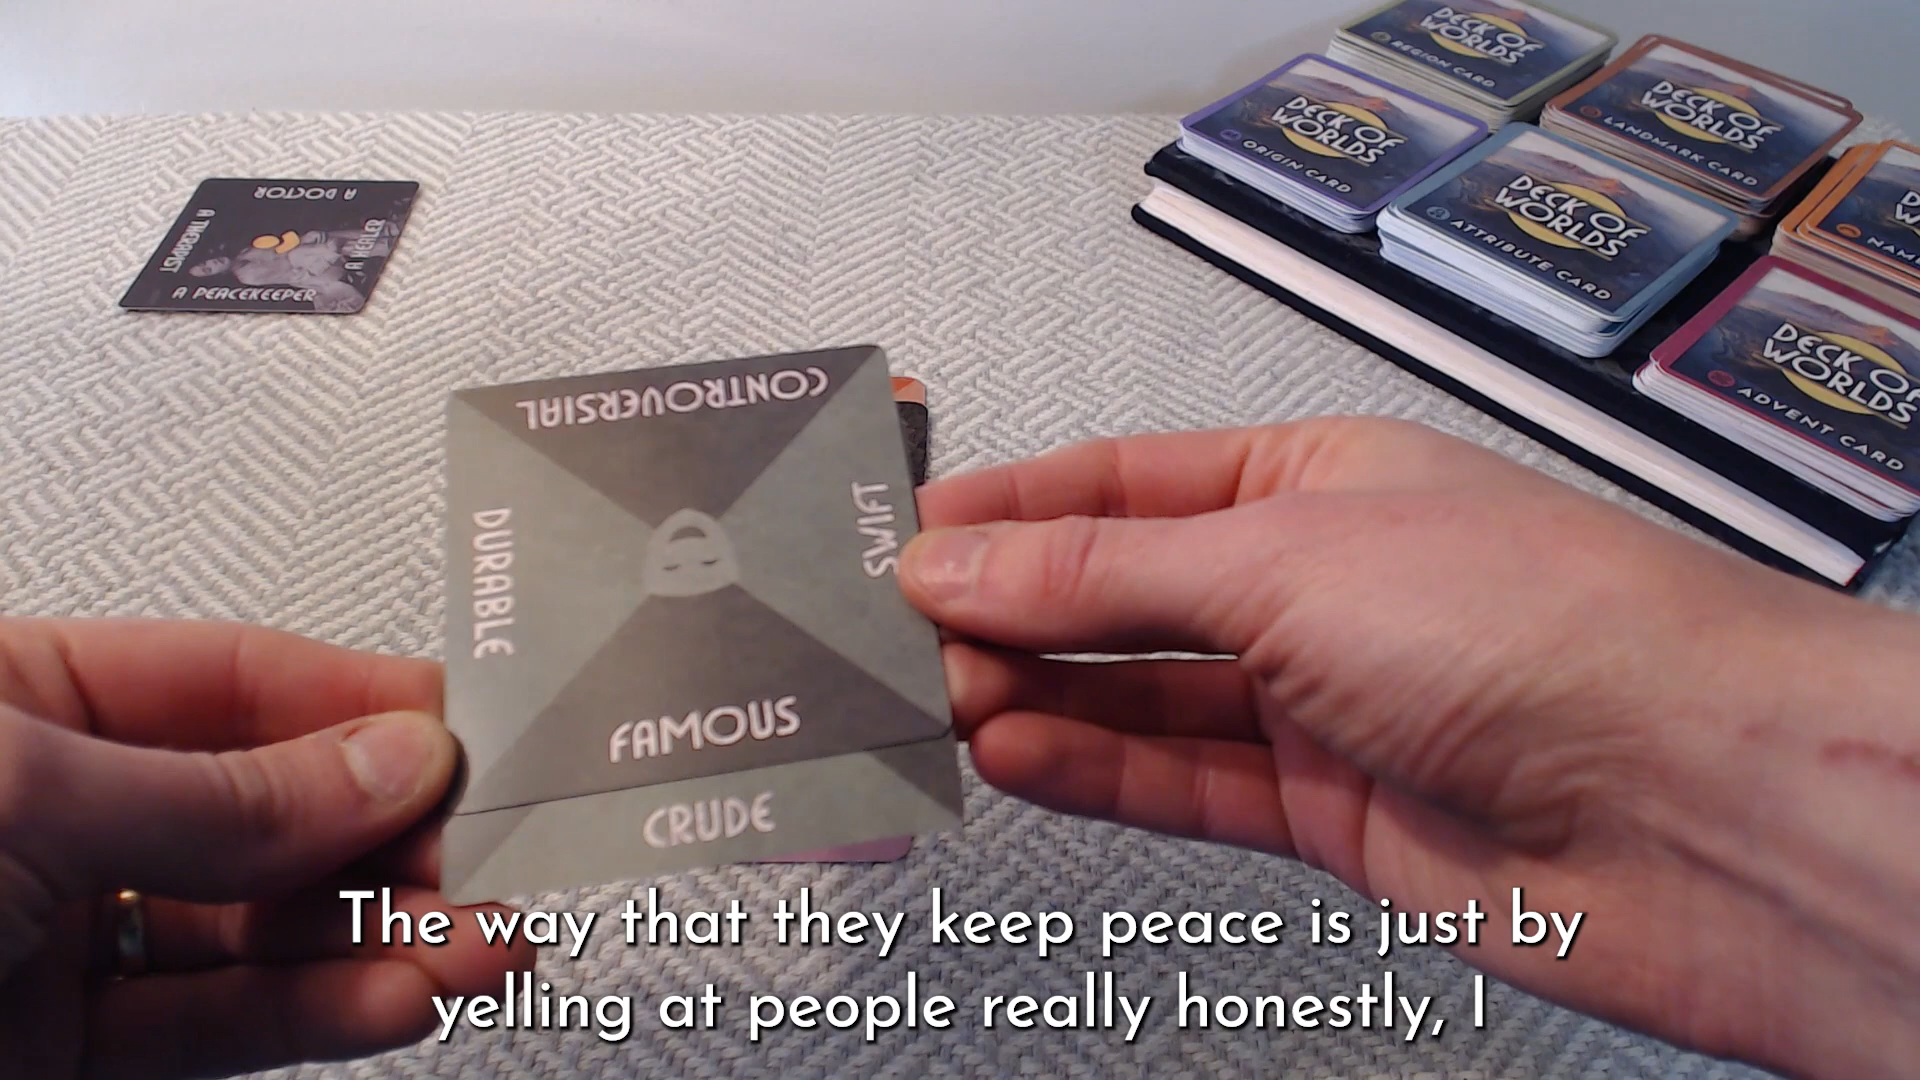 DECK OF
WORLDS
REGION CARD
DECK OF
WORLDS
LANDMARK CARD
DECK OF
WORLDS
ORIGIN CARD
DECK OF
WORLDS
ATTRIBUTE CARD
DECK OF
WORLDS
ADVENT CARD
A DOCTOR
A THERAPIST
A HEALER
A PEACEKEEPER
CONTROVERSIAL
DURABLE
SWIFT
FAMOUS
CRUDE
The way that they keep peace is just by
yelling at people really honestly, I